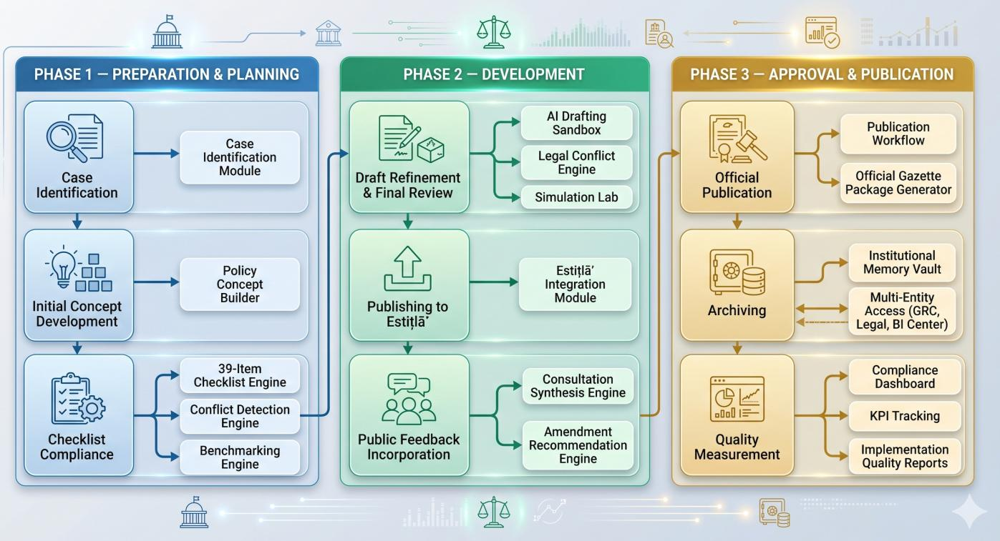 PHASE 1 — PREPARATION & PLANNING
Case
Identification
Case
Identification
Module
Initial Concept
Development
Policy
Concept
Builder
Checklist
Compliance
39-Item
Checklist Engine
Conflict Detection
Engine
Benchmarking
Engine
PHASE 2 — DEVELOPMENT
Draft Refinement
& Final Review
AI Drafting
Sandbox
Legal Conflict
Engine
Simulation Lab
Publishing to
Estiṭlāʼ
Estiṭlāʼ
Integration
Module
Public Feedback
Incorporation
Consultation
Synthesis Engine
Amendment
Recommendation
Engine
PHASE 3 — APPROVAL & PUBLICATION
Official
Publication
Publication
Workflow
Official Gazette
Package Generator
Archiving
Institutional
Memory Vault
Multi-Entity
Access (GRC,
Legal, BI Center)
Quality
Measurement
Compliance
Dashboard
KPI Tracking
Implementation
Quality Reports